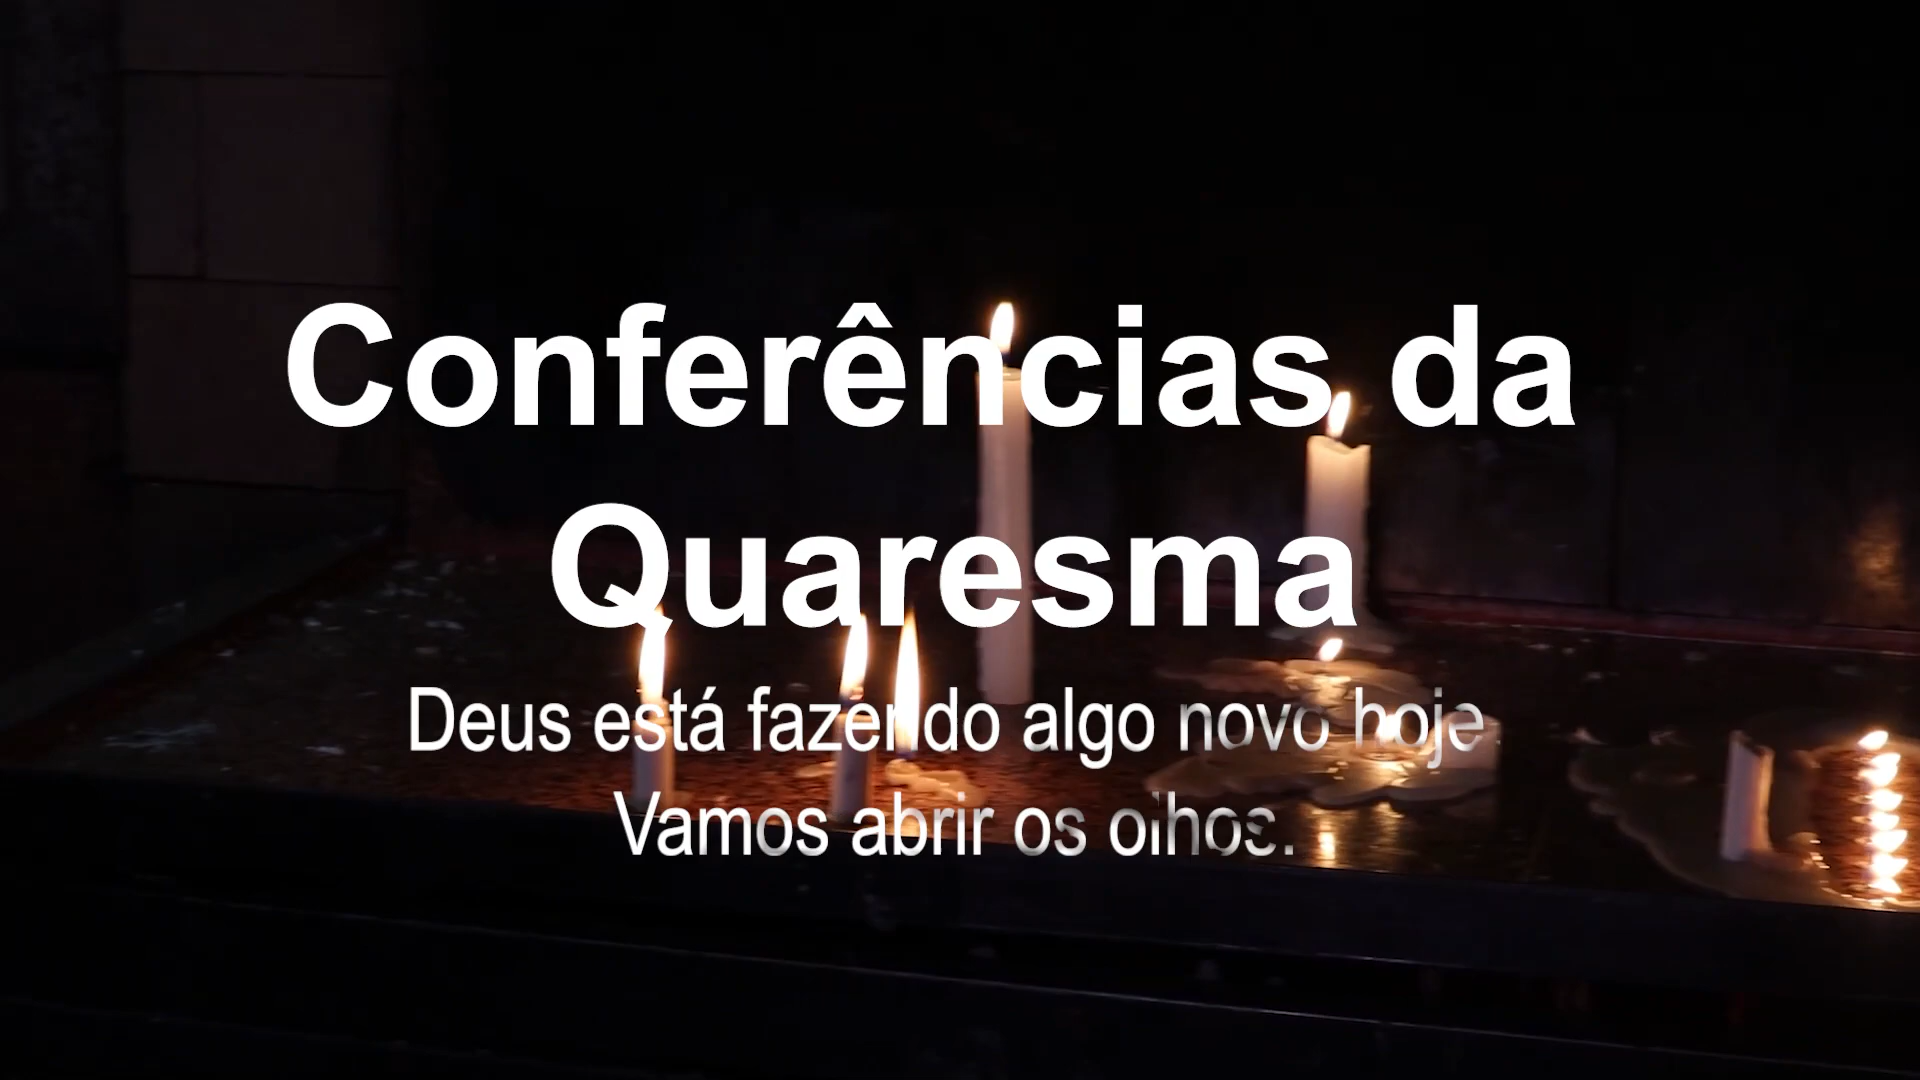 Conferências da
Quaresma
Deus está fazendo algo novo hoje
Vamos abrir os olhos.